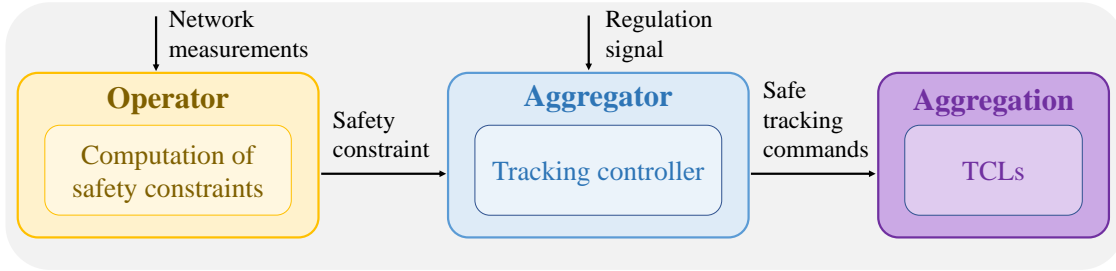 Network
measurements
Regulation
signal
Operator
Computation of
safety constraints
Safety
constraint
Aggregator
Tracking controller
Safe
tracking
commands
Aggregation
TCLs